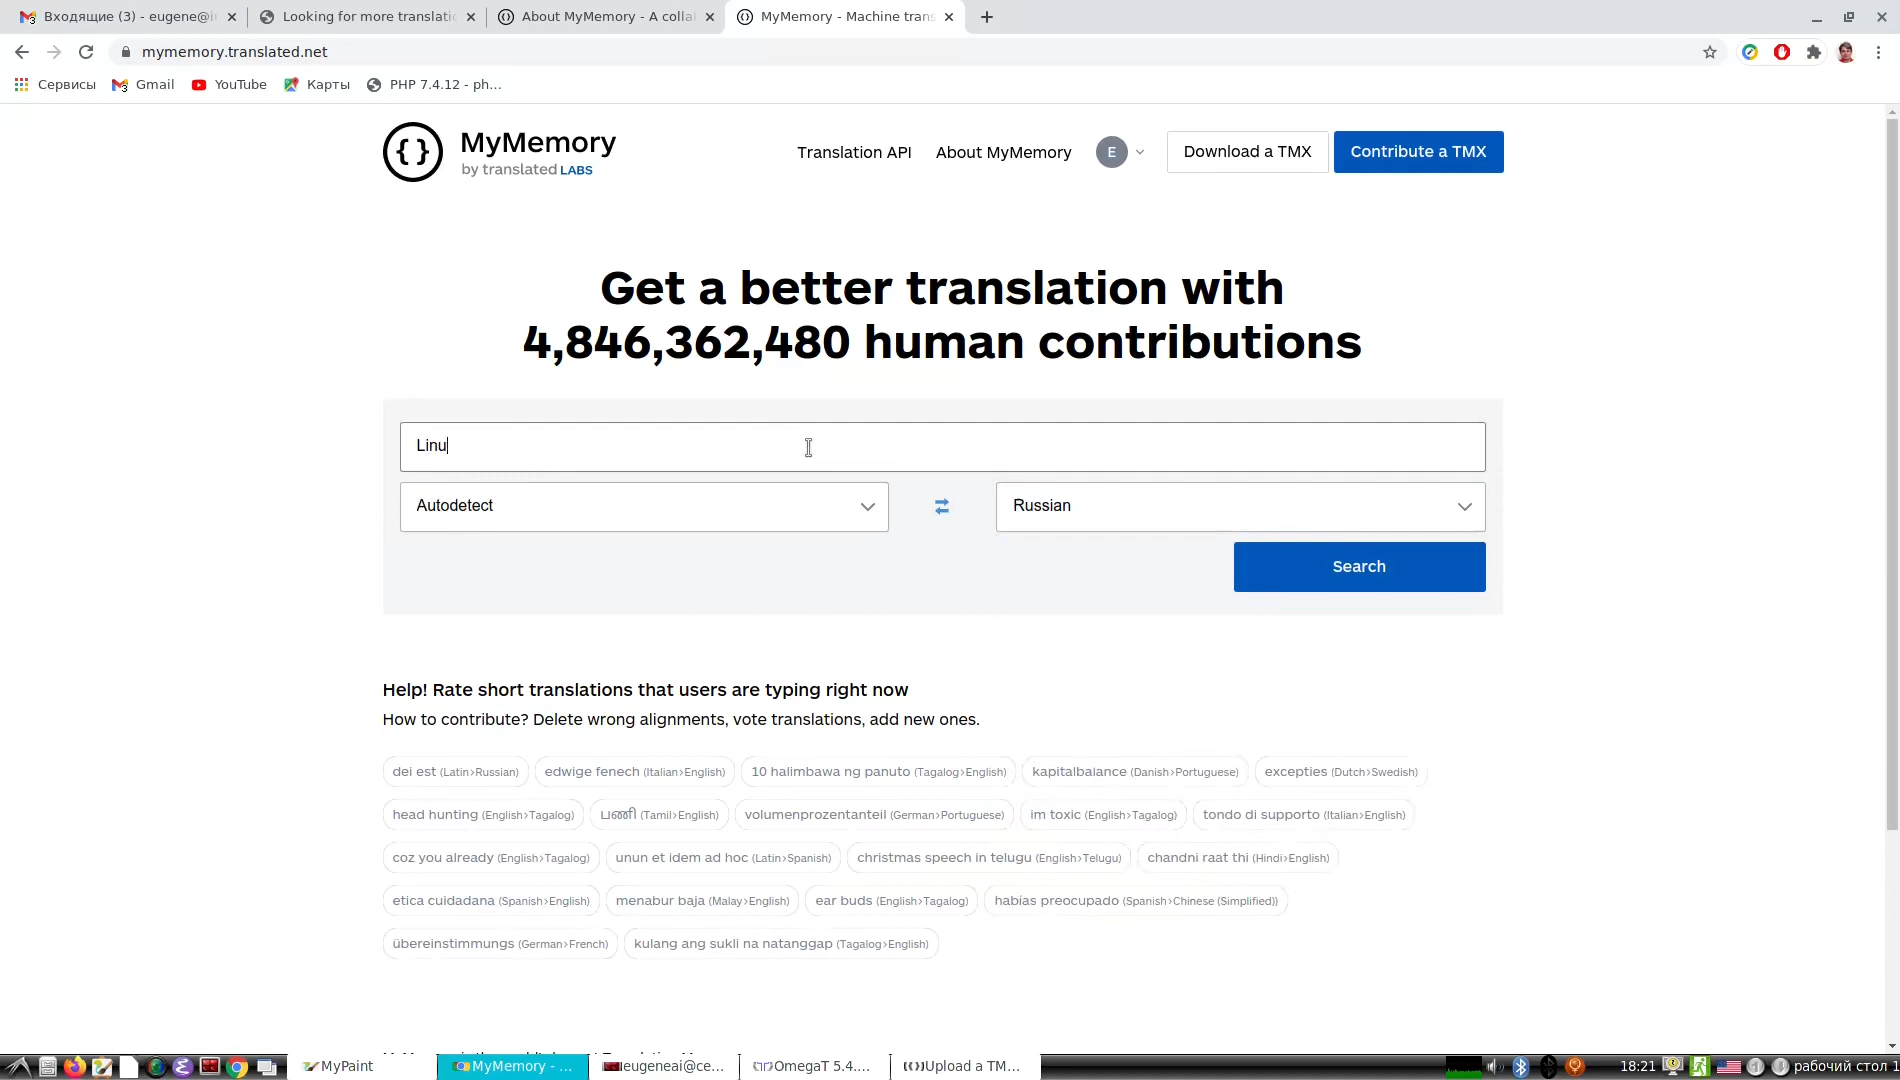 Входящие (3) - eugene@i
Looking for more translatio
About MyMemory - A colla
MyMemory - Machine trans
mymemory.translated.net
Сервисы
Gmail
YouTube
Карты
PHP 7.4.12 - ph...
MyMemory
by translated LABS
Translation API
About MyMemory
E
Download a TMX
Contribute a TMX
Get a better translation with
4,846,362,480 human contributions
Linu
Autodetect
Russian
Search
Help! Rate short translations that users are typing right now
How to contribute? Delete wrong alignments, vote translations, add new ones.
dei est (Latin>Russian) edwige fenech (Italian>English) 10 halimbawa ng panuto (Tagalog>English) kapitalbalance (Danish>Portuguese) excepties (Dutch>Swedish)
head hunting (English>Tagalog) பணி (Tamil>English) volumenprozentanteil (German>Portuguese) im toxic (English>Tagalog) tondo di supporto (Italian>English)
coz you already (English>Tagalog) unun et idem ad hoc (Latin>Spanish) christmas speech in telugu (English>Telugu) chandni raat thi (Hindi>English)
etica cuidadana (Spanish>English) menabur baja (Malay>English) ear buds (English>Tagalog) habías preocupado (Spanish>Chinese (Simplified))
übereinstimmungs (German>French) kulang ang sukli na natanggap (Tagalog>English)
MyPaint
MyMemory - ...
eugeneai@ce...
OmegaT 5.4....
Upload a TM...
18:21
рабочий стол 1